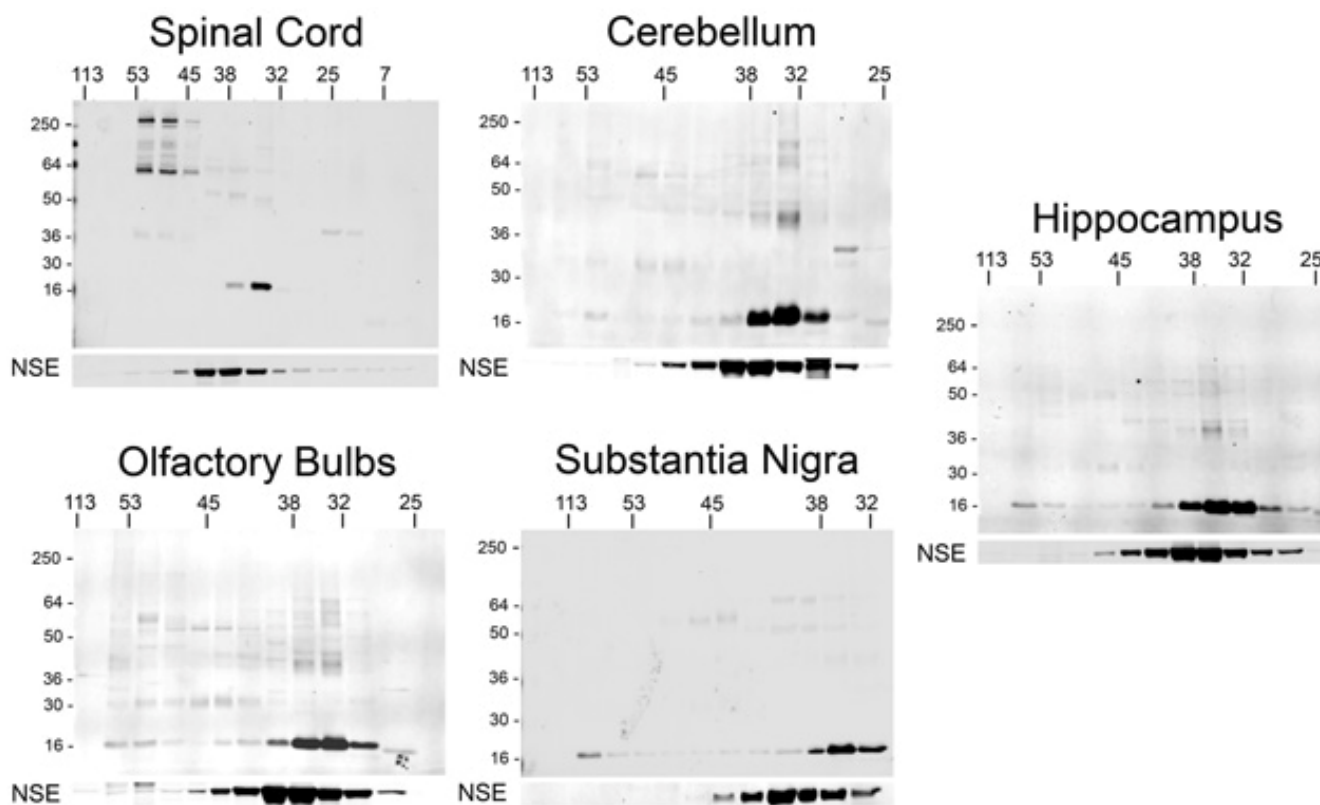 Spinal Cord
113 53 45 38 32 25 7
250 -
64 -
50 -
36 -
30 -
16 -
NSE
Cerebellum
113 53 45 38 32 25
250 -
64 -
50 -
36 -
30 -
16 -
NSE
Hippocampus
113 53 45 38 32 25
250 -
64 -
50 -
36 -
30 -
16 -
NSE
Olfactory Bulbs
113 53 45 38 32 25
250 -
64 -
50 -
36 -
30 -
16 -
NSE
Substantia Nigra
113 53 45 38 32
250 -
64 -
50 -
36 -
30 -
16 -
NSE